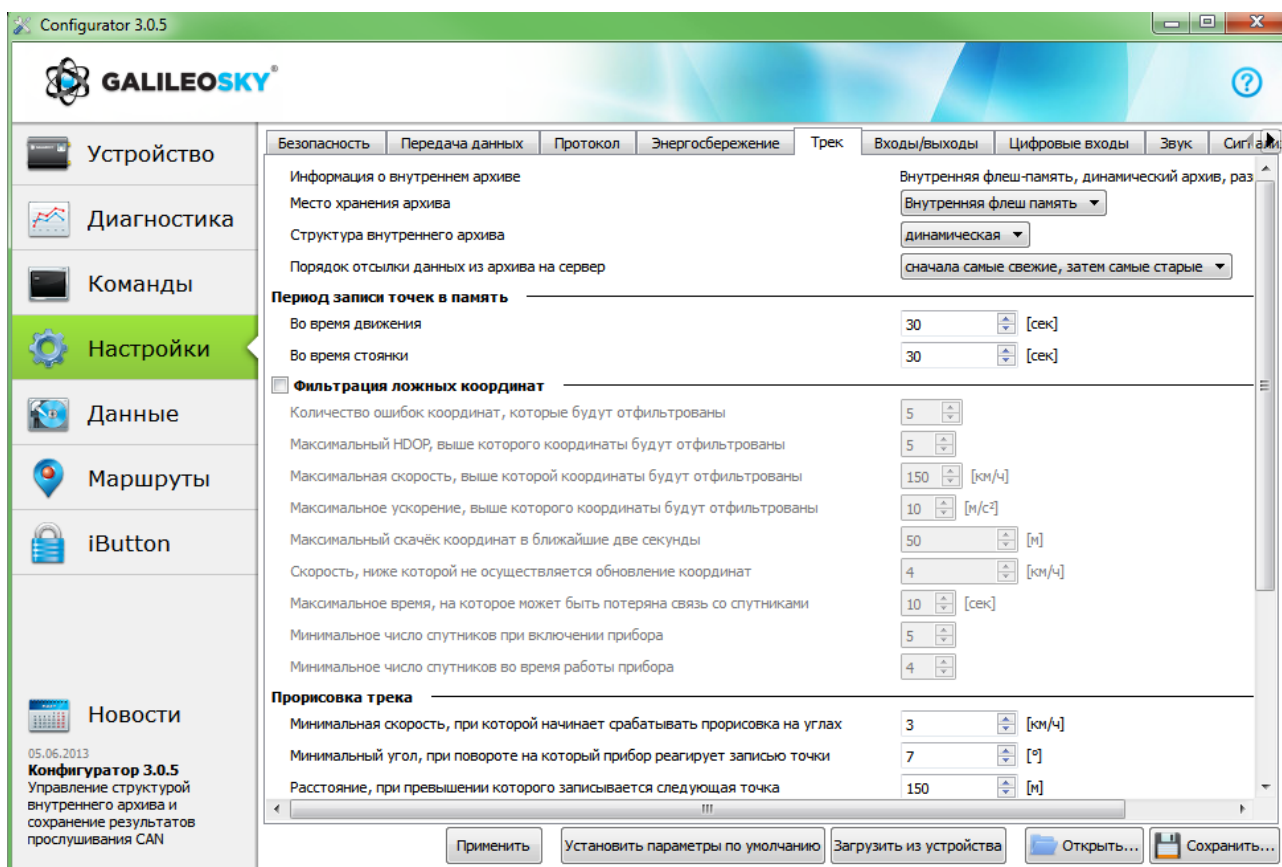 Configurator 3.0.5
GALILEOSKY®
?
Устройство
Диагностика
Команды
Настройки
Данные
Маршруты
iButton
Новости
05.06.2013
Конфигуратор 3.0.5
Управление структурой
внутреннего архива и
сохранение результатов
прослушивания CAN
Безопасность Передача данных Протокол Энергосбережение Трек Входы/выходы Цифровые входы Звук
Информация о внутреннем архиве Внутренняя флеш-память, динамический архив, раз
Место хранения архива Внутренняя флеш память
Структура внутреннего архива динамическая
Порядок отсылки данных из архива на сервер сначала самые свежие, затем самые старые
Период записи точек в память
Во время движения 30 [сек]
Во время стоянки 30 [сек]
Фильтрация ложных координат
Количество ошибок координат, которые будут отфильтрованы 5
Максимальный HDOP, выше которого координаты будут отфильтрованы 5
Максимальная скорость, выше которой координаты будут отфильтрованы 150 [км/ч]
Максимальное ускорение, выше которого координаты будут отфильтрованы 10 [м/с²]
Максимальный скачёк координат в ближайшие две секунды 50 [м]
Скорость, ниже которой не осуществляется обновление координат 4 [км/ч]
Максимальное время, на которое может быть потеряна связь со спутниками 10 [сек]
Минимальное число спутников при включении прибора 5
Минимальное число спутников во время работы прибора 4
Прорисовка трека
Минимальная скорость, при которой начинает срабатывать прорисовка на углах 3 [км/ч]
Минимальный угол, при повороте на который прибор реагирует записью точки 7 [°]
Расстояние, при превышении которого записывается следующая точка 150 [м]
Применить Установить параметры по умолчанию Загрузить из устройства Открыть... Сохранить...